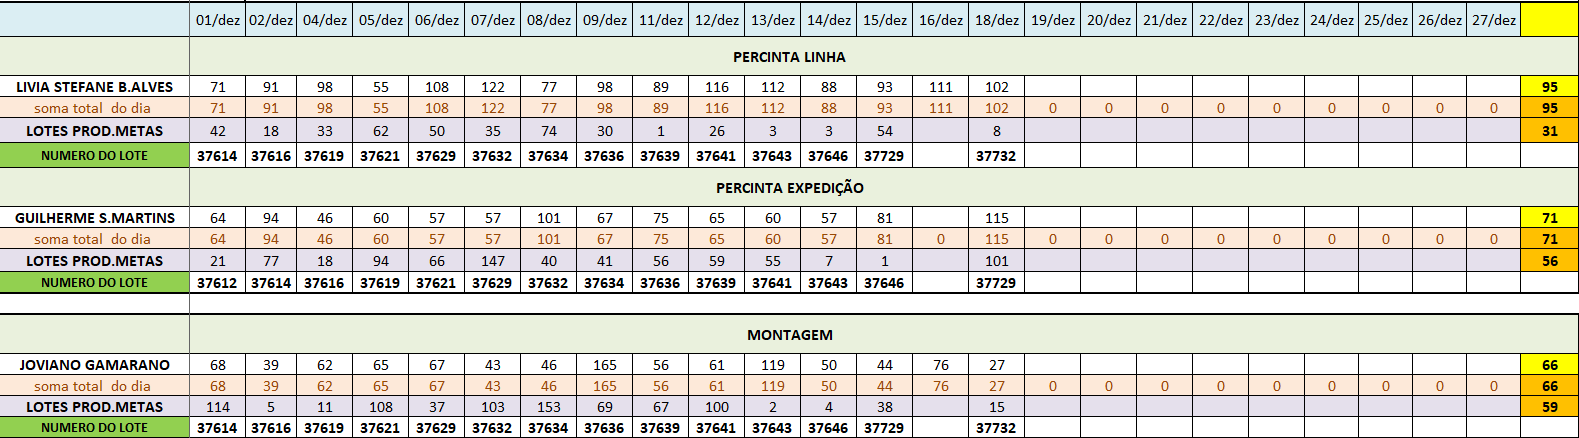 01/dez 02/dez 04/dez 05/dez 06/dez 07/dez 08/dez 09/dez 11/dez 12/dez 13/dez 14/dez 15/dez 16/dez 18/dez 19/dez 20/dez 21/dez 22/dez 23/dez 24/dez 25/dez 26/dez 27/dez
PERCINTA LINHA
LIVIA STEFANE B.ALVES 71 91 98 55 108 122 77 98 89 116 112 88 93 111 102 95
soma total do dia 71 91 98 55 108 122 77 98 89 116 112 88 93 111 102 0 0 0 0 0 0 0 0 0 95
LOTES PROD.METAS 42 18 33 62 50 35 74 30 1 26 3 3 54 8 31
NUMERO DO LOTE 37614 37616 37619 37621 37629 37632 37634 37636 37639 37641 37643 37646 37729 37732
PERCINTA EXPEDIÇÃO
GUILHERME S.MARTINS 64 94 46 60 57 57 101 67 75 65 60 57 81 115 71
soma total do dia 64 94 46 60 57 57 101 67 75 65 60 57 81 0 115 0 0 0 0 0 0 0 0 0 71
LOTES PROD.METAS 21 77 18 94 66 147 40 41 56 59 55 7 1 101 56
NUMERO DO LOTE 37612 37614 37616 37619 37621 37629 37632 37634 37636 37639 37641 37643 37646 37729
MONTAGEM
JOVIANO GAMARANO 68 39 62 65 67 43 46 165 56 61 119 50 44 76 27 66
soma total do dia 68 39 62 65 67 43 46 165 56 61 119 50 44 76 27 0 0 0 0 0 0 0 0 0 66
LOTES PROD.METAS 114 5 11 108 37 103 153 69 67 100 2 4 38 15 59
NUMERO DO LOTE 37614 37616 37619 37621 37629 37632 37634 37636 37639 37641 37643 37646 37729 37732